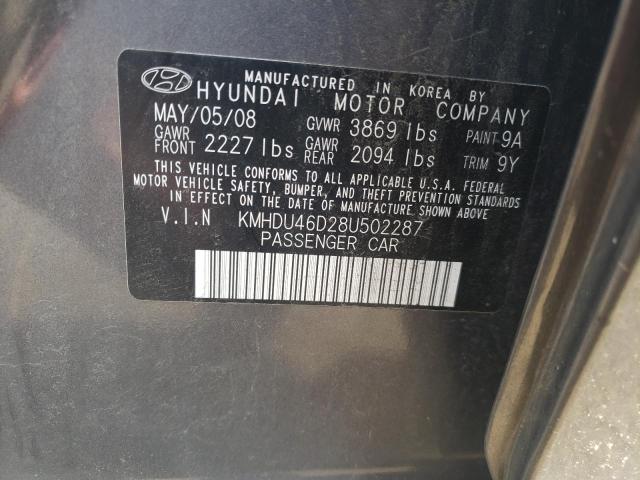 MANUFACTURED IN KOREA BY
HYUNDAI MOTOR COMPANY
MAY/05/08 GVWR 3869 lbs PAINT 9A
GAWR FRONT 2227 lbs GAWR REAR 2094 lbs TRIM 9Y
THIS VEHICLE CONFORMS TO ALL APPLICABLE U.S.A. FEDERAL
MOTOR VEHICLE SAFETY, BUMPER, AND THEFT PREVENTION
STANDARDS IN EFFECT ON THE DATE OF MANUFACTURE SHOWN ABOVE.
V.I.N KMHDU46D28U502287
PASSENGER CAR